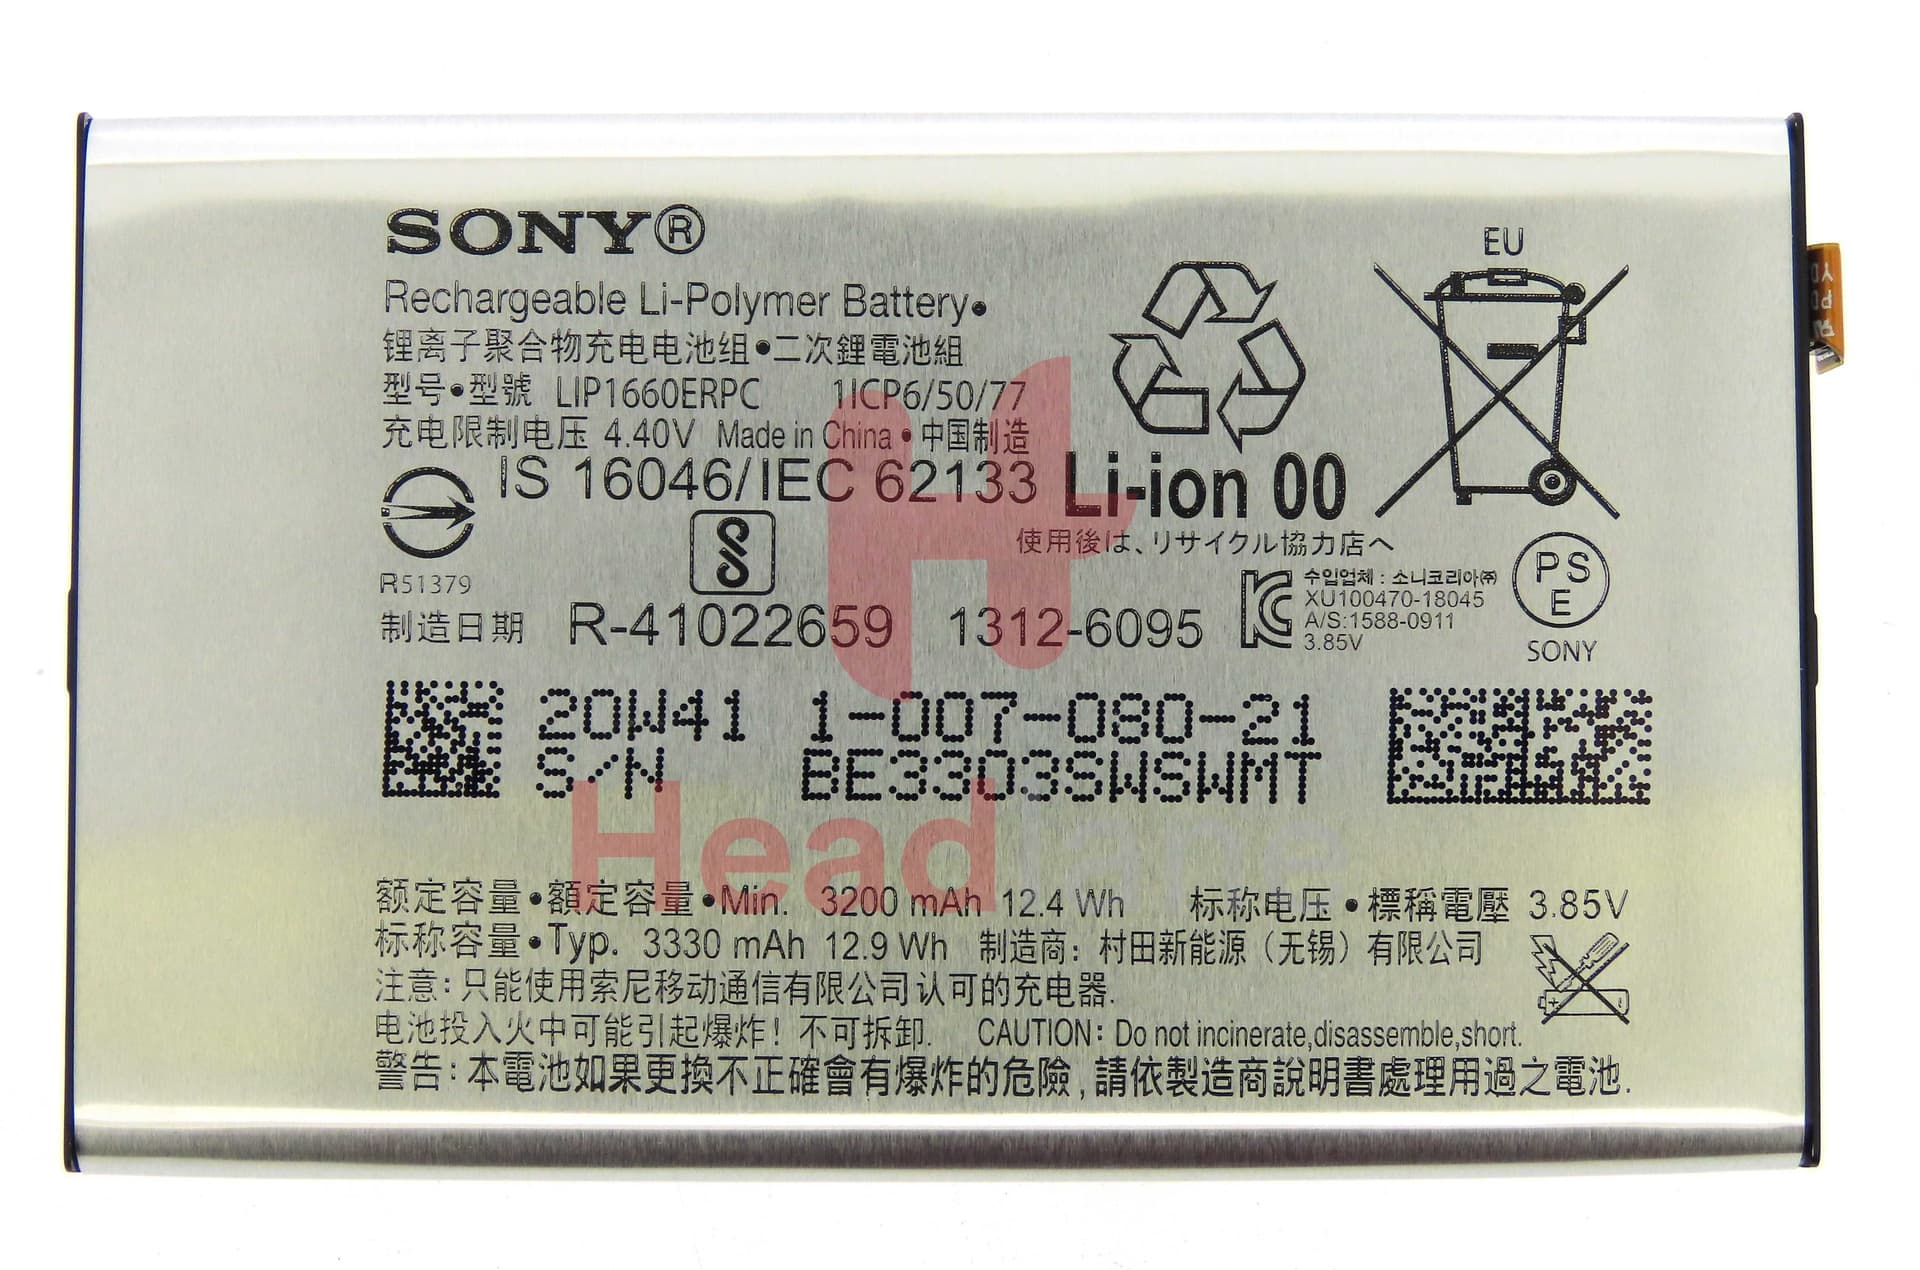 SONY®
Rechargeable Li-Polymer Battery●
锂离子聚合物充电电池组●二次鋰電池組
型号●型號 LIP1660ERPC 1ICP6/50/77
充电限制电压 4.40V Made in China ● 中国制造
IS 16046/IEC 62133
R51379
制造日期 R-41022659 1312-6095
Li-ion 00
使用後は、リサイクル協力店へ
EU
수입업체 : 소니코리아㈜
XU100470-18045
A/S:1588-0911
3.85V
PS
E
SONY
20W41 1-007-080-21
S/N BE3303SWSWMT
Headlane
额定容量●額定容量●Min. 3200 mAh 12.4 Wh 标称电压●標稱電壓 3.85V
标称容量●Typ. 3330 mAh 12.9 Wh 制造商：村田新能源（无锡）有限公司
注意：只能使用索尼移动通信有限公司认可的充电器.
电池投入火中可能引起爆炸！不可拆卸. CAUTION: Do not incinerate,disassemble,short.
警告：本電池如果更換不正確會有爆炸的危險,請依製造商說明書處理用過之電池.